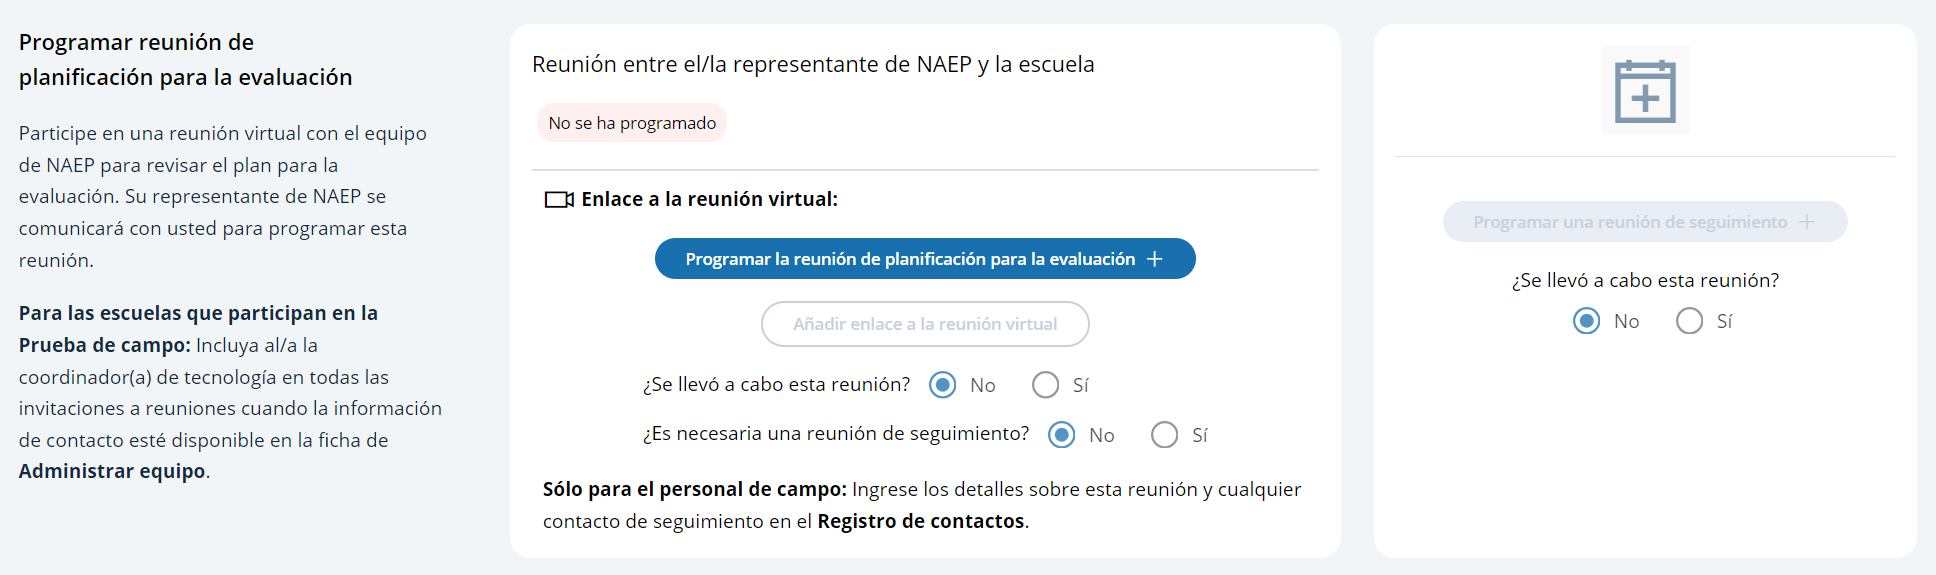 Programar reunión de
planificación para la evaluación
Participe en una reunión virtual con el equipo
de NAEP para revisar el plan para la
evaluación. Su representante de NAEP se
comunicará con usted para programar esta
reunión.
Para las escuelas que participan en la
Prueba de campo: Incluya al/a la
coordinador(a) de tecnología en todas las
invitaciones a reuniones cuando la información
de contacto esté disponible en la ficha de
Administrar equipo.
Reunión entre el/la representante de NAEP y la escuela
No se ha programado
Enlace a la reunión virtual:
Programar la reunión de planificación para la evaluación +
Añadir enlace a la reunión virtual
¿Se llevó a cabo esta reunión? No Sí
¿Es necesaria una reunión de seguimiento? No Sí
Sólo para el personal de campo: Ingrese los detalles sobre esta reunión y cualquier
contacto de seguimiento en el Registro de contactos.
Programar una reunión de seguimiento +
¿Se llevó a cabo esta reunión?
No Sí